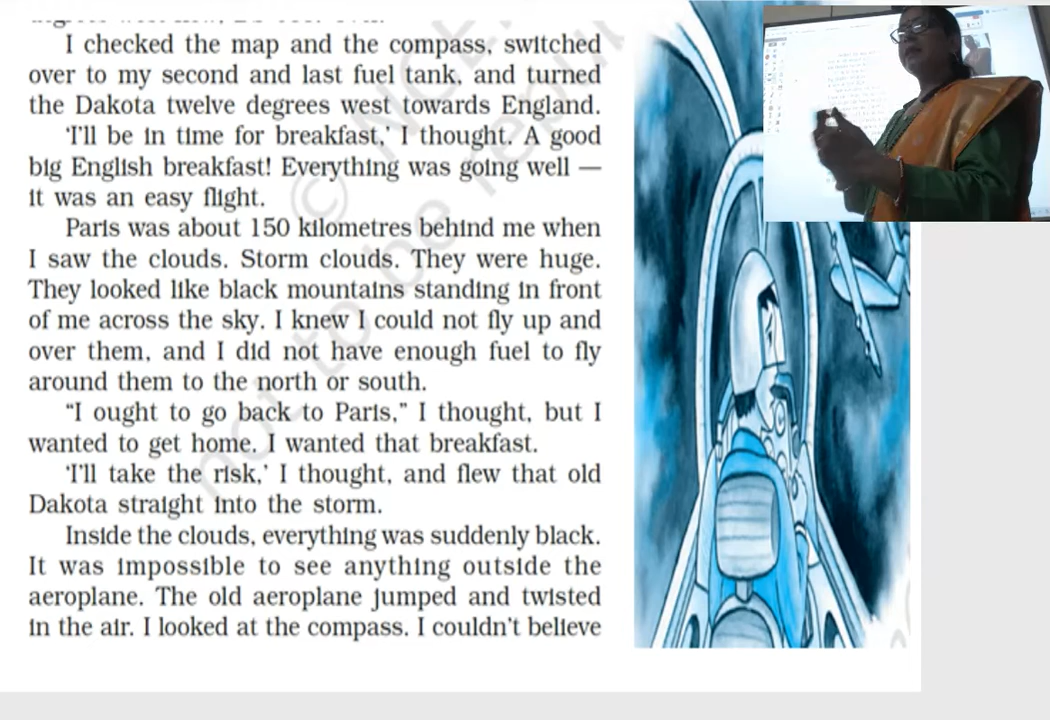 I checked the map and the compass, switched
over to my second and last fuel tank, and turned
the Dakota twelve degrees west towards England.
'I'll be in time for breakfast,' I thought. A good
big English breakfast! Everything was going well —
it was an easy flight.
Paris was about 150 kilometres behind me when
I saw the clouds. Storm clouds. They were huge.
They looked like black mountains standing in front
of me across the sky. I knew I could not fly up and
over them, and I did not have enough fuel to fly
around them to the north or south.
“I ought to go back to Paris,” I thought, but I
wanted to get home. I wanted that breakfast.
'I'll take the risk,' I thought, and flew that old
Dakota straight into the storm.
Inside the clouds, everything was suddenly black.
It was impossible to see anything outside the
aeroplane. The old aeroplane jumped and twisted
in the air. I looked at the compass. I couldn't believe
not to be